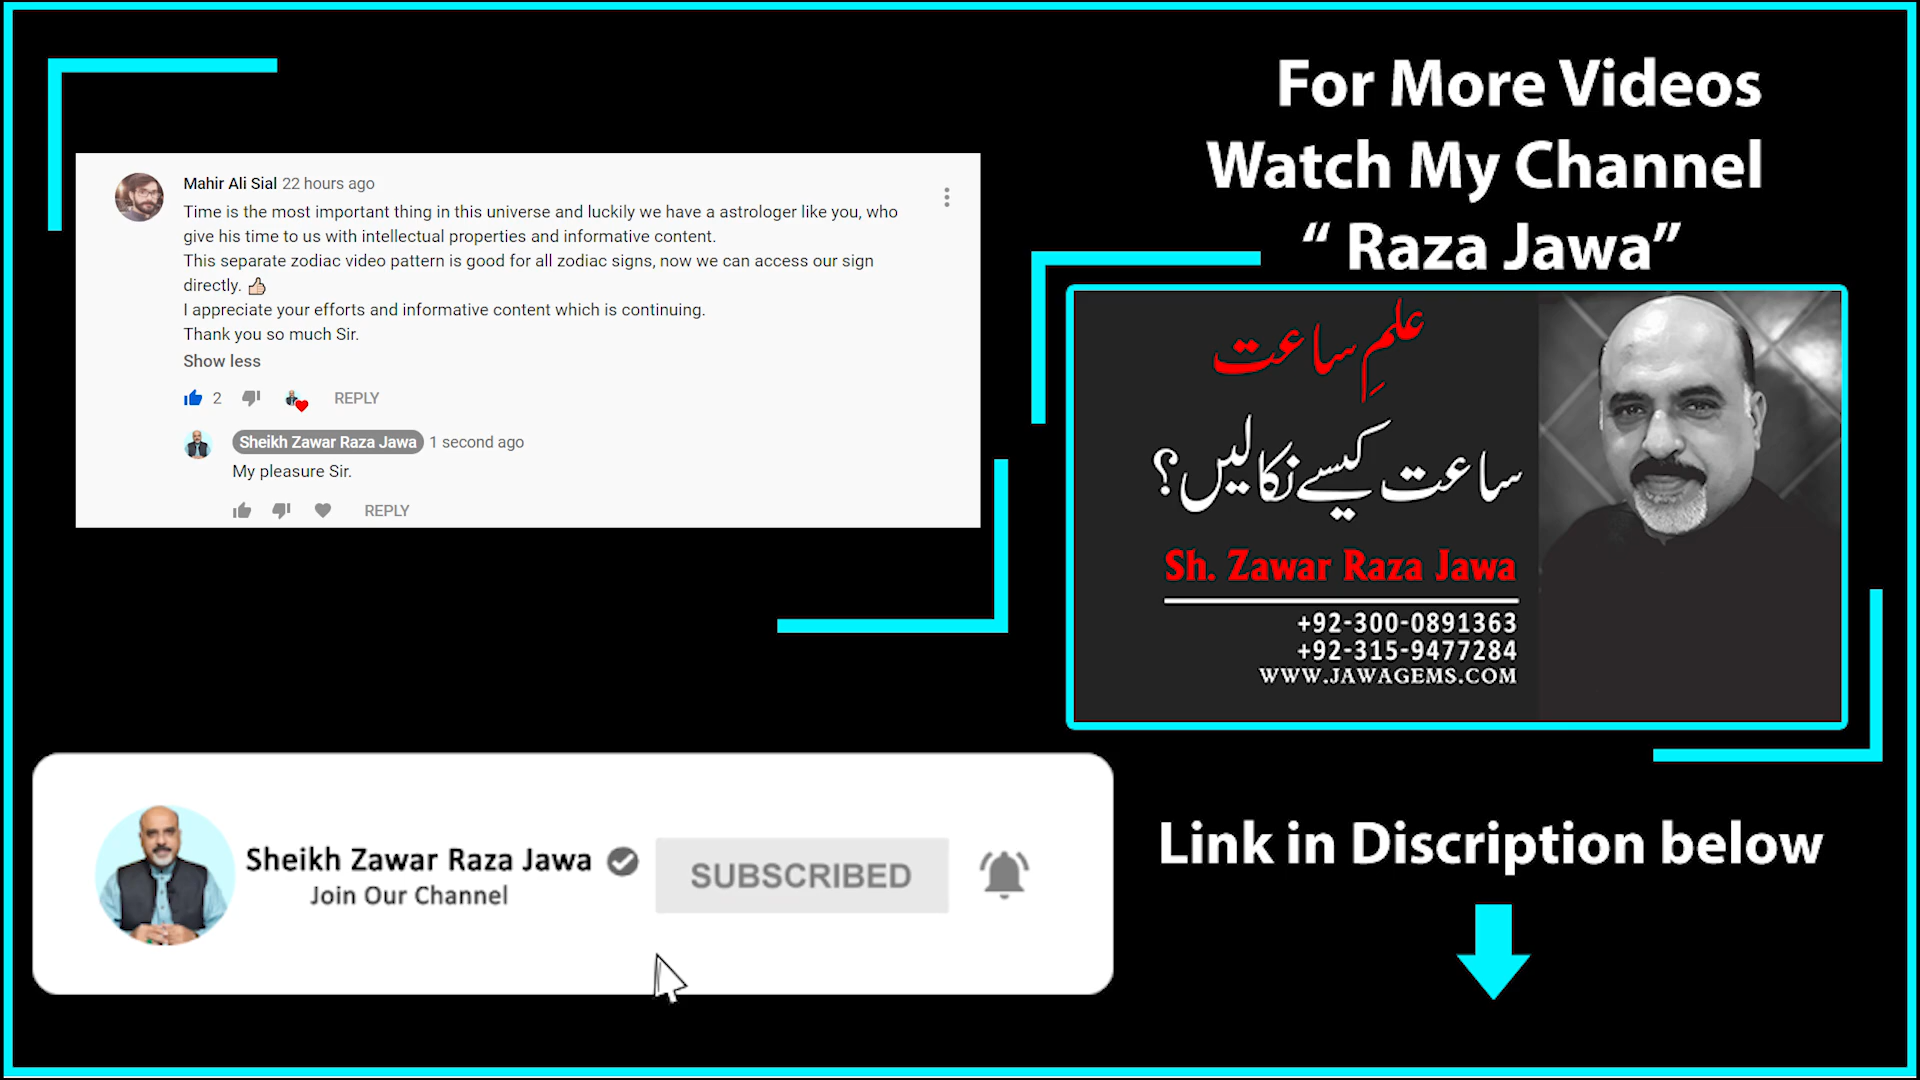 Mahir Ali Sial 22 hours ago
Time is the most important thing in this universe and luckily we have a astrologer like you, who
give his time to us with intellectual properties and informative content.
This separate zodiac video pattern is good for all zodiac signs, now we can access our sign
directly. 👍
I appreciate your efforts and informative content which is continuing.
Thank you so much Sir.
Show less
2 REPLY
Sheikh Zawar Raza Jawa 1 second ago
My pleasure Sir.
REPLY
For More Videos
Watch My Channel
“ Raza Jawa”
علمِ ساعت
ساعت کیسے نکالیں؟
Sh. Zawar Raza Jawa
+92-300-0891363
+92-315-9477284
WWW.JAWAGEMS.COM
Sheikh Zawar Raza Jawa
Join Our Channel
SUBSCRIBED
Link in Discription below